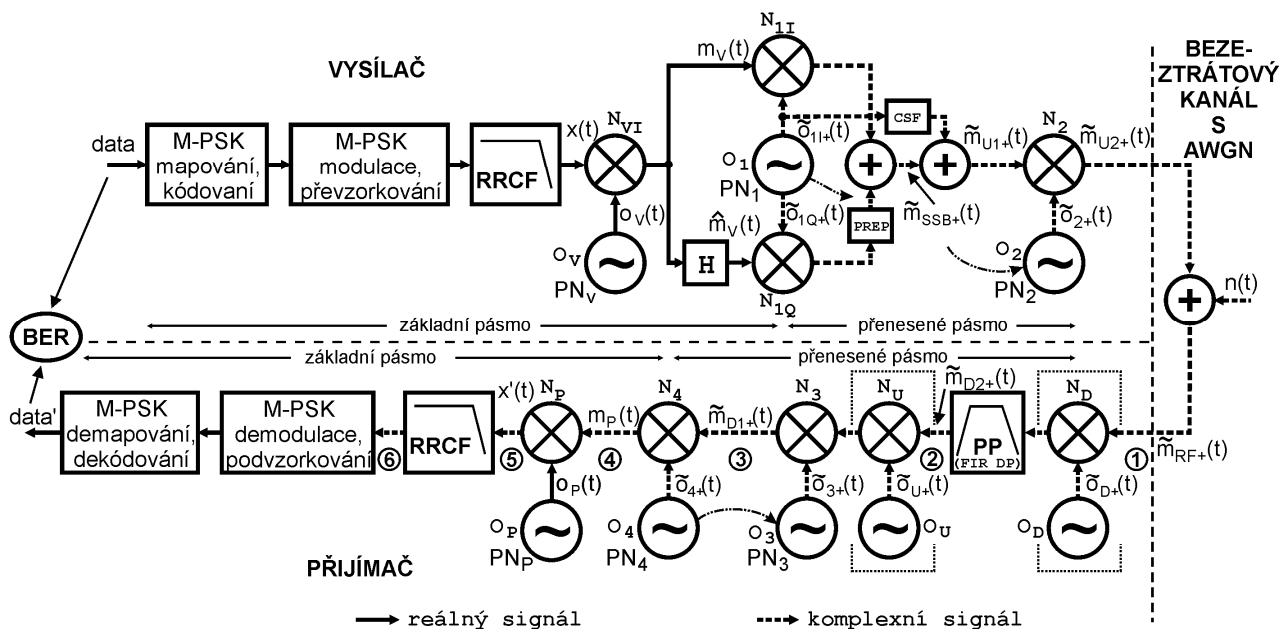 VYSÍLAČ
BEZE-
ZTRÁTOVÝ
KANÁL
S
AWGN
data
M-PSK
mapování,
kódovaní
M-PSK
modulace,
převzorkování
RRCF
x(t)
N_VI
o_V(t)
O_V
PN_V
m_V(t)
N_1I
õ_1I+(t)
O_1
PN_1
õ_1Q+(t)
m̂_V(t)
H
N_1Q
CSF
PREP
m̃_SSB+(t)
m̃_U1+(t)
N_2
õ_2+(t)
O_2
PN_2
m̃_U2+(t)
n(t)
BER
základní pásmo
přenesené pásmo
základní pásmo
přenesené pásmo
data'
M-PSK
demapování,
dekódování
M-PSK
demodulace,
podvzorkování
6
RRCF
x'(t)
5
N_P
o_P(t)
O_P
PN_P
m_P(t)
4
N_4
õ_4+(t)
O_4
PN_4
m̃_D1+(t)
3
N_3
õ_3+(t)
O_3
PN_3
N_U
õ_U+(t)
O_U
m̃_D2+(t)
2
PP
(FIR DP)
N_D
õ_D+(t)
O_D
1
m̃_RF+(t)
PŘIJÍMAČ
reálný signál
komplexní signál